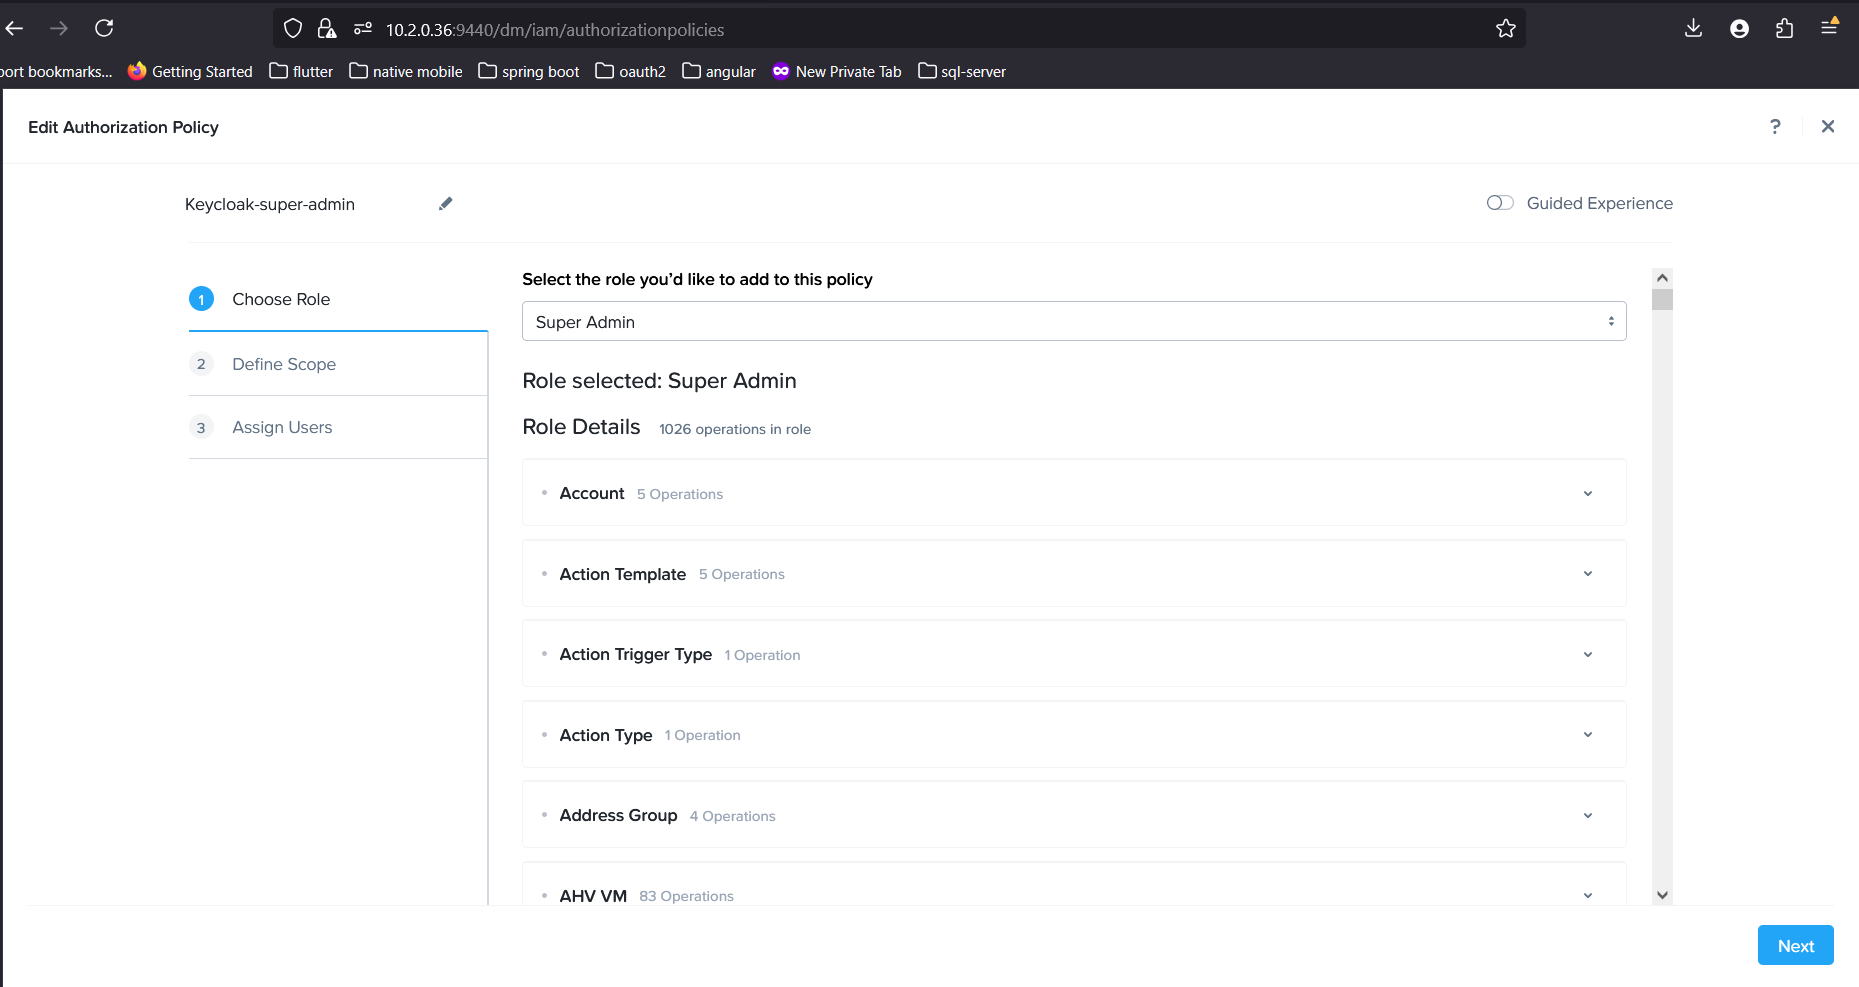 10.2.0.36:9440/dm/iam/authorizationpolicies
port bookmarks... Getting Started flutter native mobile spring boot oauth2 angular New Private Tab sql-server
Edit Authorization Policy ?
Keycloak-super-admin
Guided Experience
1 Choose Role
2 Define Scope
3 Assign Users
Select the role you’d like to add to this policy
Super Admin
Role selected: Super Admin
Role Details 1026 operations in role
Account 5 Operations
Action Template 5 Operations
Action Trigger Type 1 Operation
Action Type 1 Operation
Address Group 4 Operations
AHV VM 83 Operations
Next